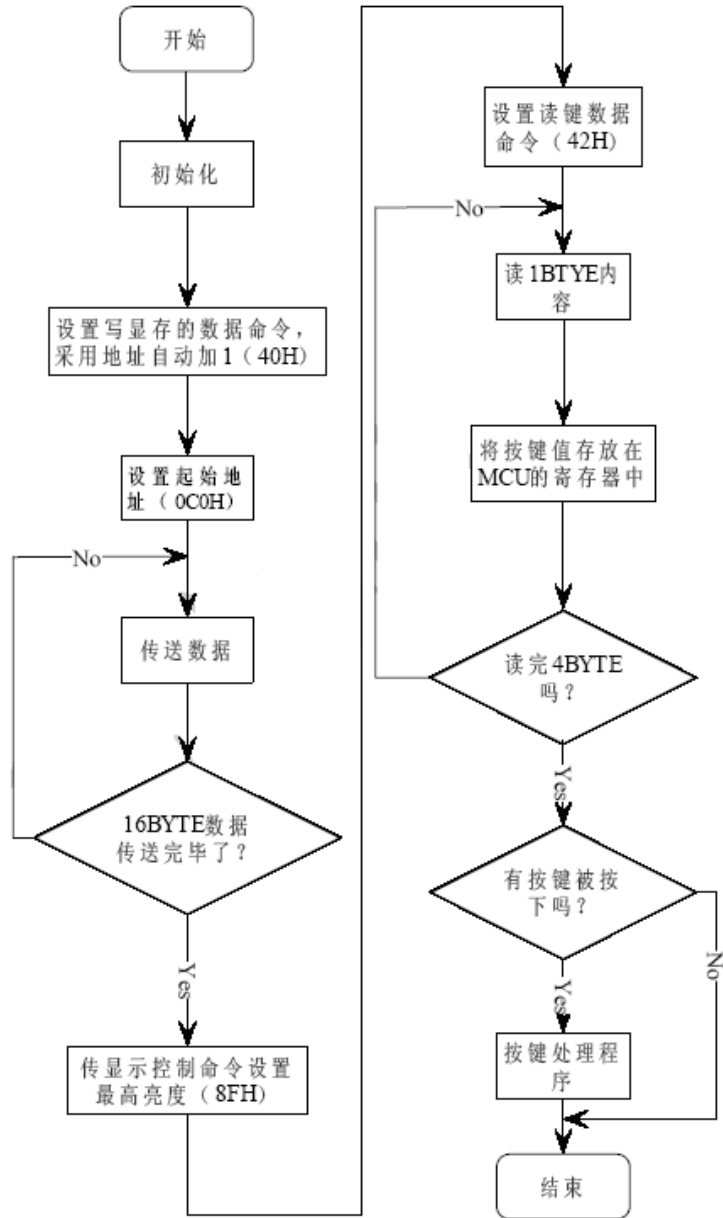 开始
初始化
设置写显存的数据命令，
采用地址自动加1（40H）
设置起始地
址（0C0H）
No
传送数据
16BYTE数据
传送完毕了？
Yes
传显示控制命令设置
最高亮度（8FH）
设置读键数据
命令（42H）
No
读1BTYE内
容
将按键值存放在
MCU的寄存器中
读完4BYTE
吗？
Yes
有按键被按
下吗？
No
Yes
按键处理程
序
结束